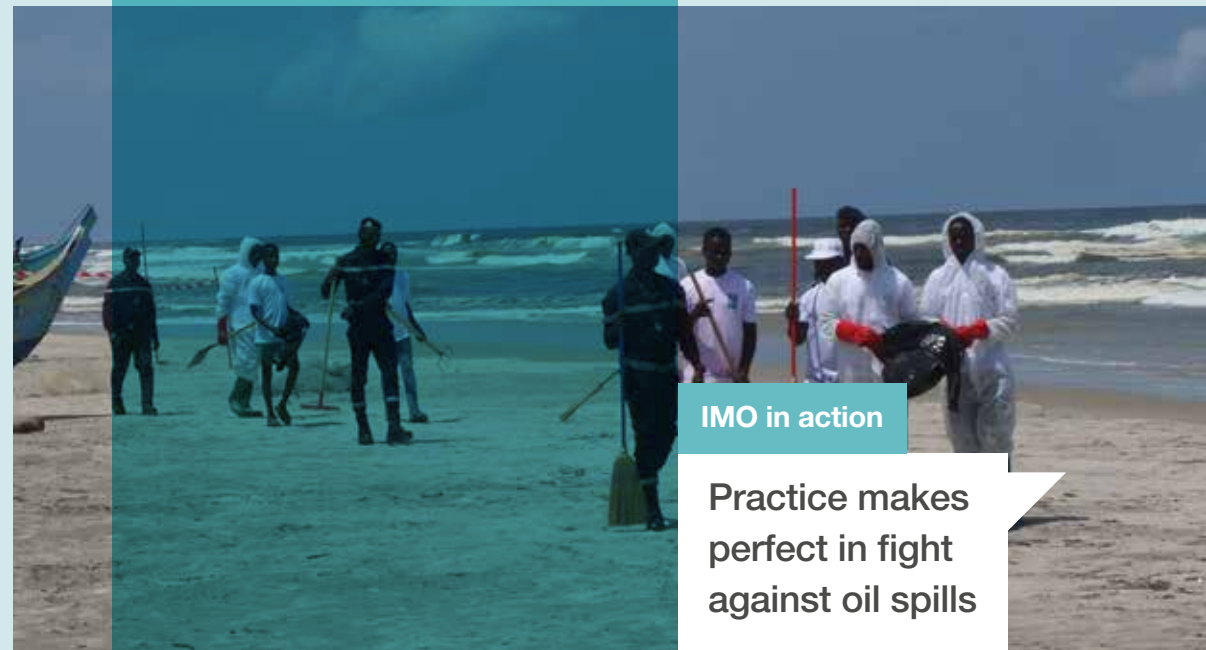 IMO in action
Practice makes
perfect in fight
against oil spills